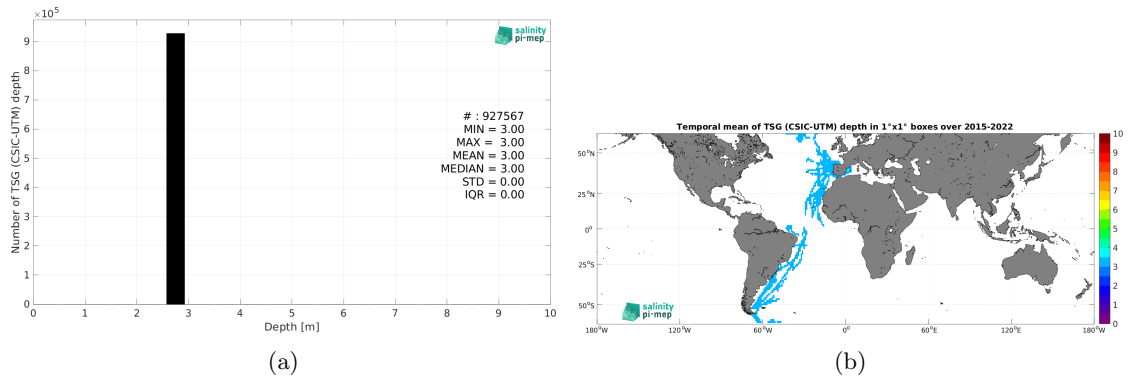 ×10⁵
9
8
7
6
5
4
3
2
1
0
Number of TSG (CSIC-UTM) depth
salinity
pi-mep
# : 927567
MIN = 3.00
MAX = 3.00
MEAN = 3.00
MEDIAN = 3.00
STD = 0.00
IQR = 0.00
0 1 2 3 4 5 6 7 8 9 10
Depth [m]
(a)
Temporal mean of TSG (CSIC-UTM) depth in 1°x1° boxes over 2015-2022
50°N
25°N
0°
25°S
50°S
180°W 120°W 60°W 0° 60°E 120°E 180°W
salinity
pi-mep
10
9
8
7
6
5
4
3
2
1
0
(b)